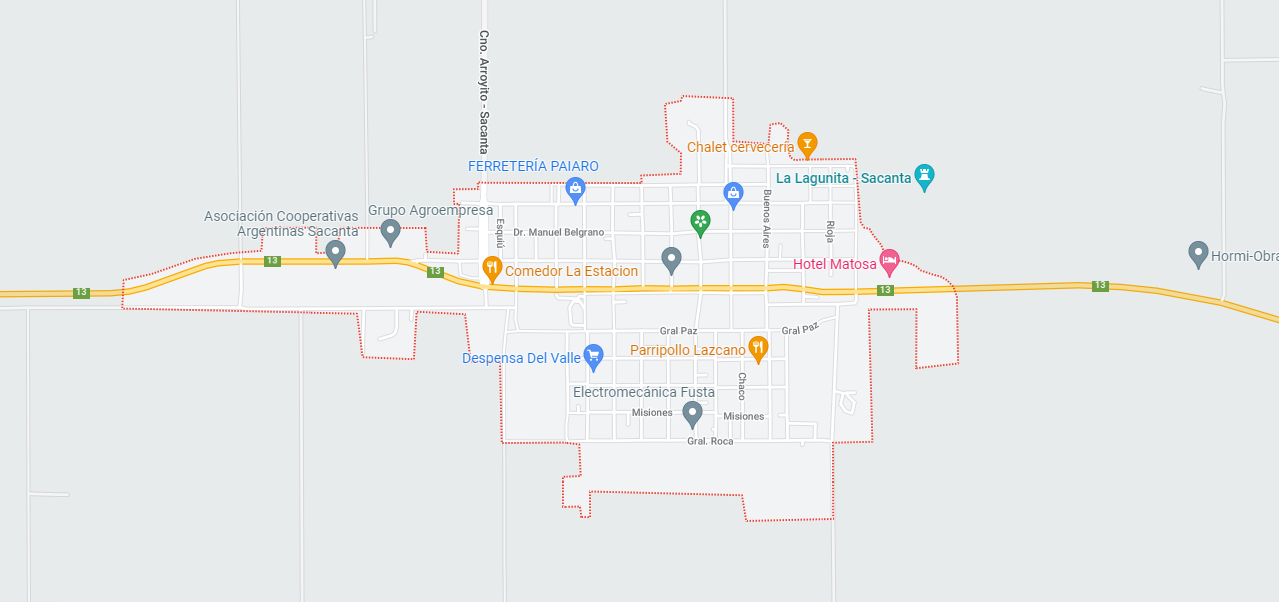 Cno. Arroyito - Sacanta
Chalet cervecería
FERRETERÍA PAIARO
La Lagunita - Sacanta
Asociación Cooperativas
Argentinas Sacanta
Grupo Agroempresa
Esquiú
Dr. Manuel Belgrano
Buenos Aires
Rioja
Hormi-Obra
13
13
Comedor La Estacion
Hotel Matosa
13
13
13
Gral Paz
Gral Paz
Despensa Del Valle
Parripollo Lazcano
Chaco
Electromecánica Fusta
Misiones
Misiones
Gral. Roca